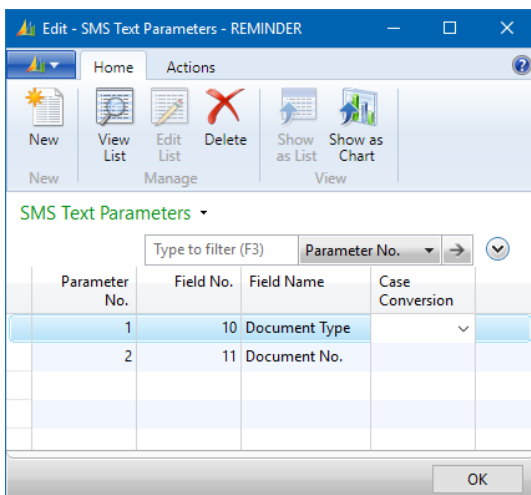 Edit - SMS Text Parameters - REMINDER
Home Actions
New View List Edit List Delete Show as List Show as Chart
New Manage View
SMS Text Parameters
Type to filter (F3) Parameter No.
Parameter No. Field No. Field Name Case Conversion
1 10 Document Type
2 11 Document No.
OK